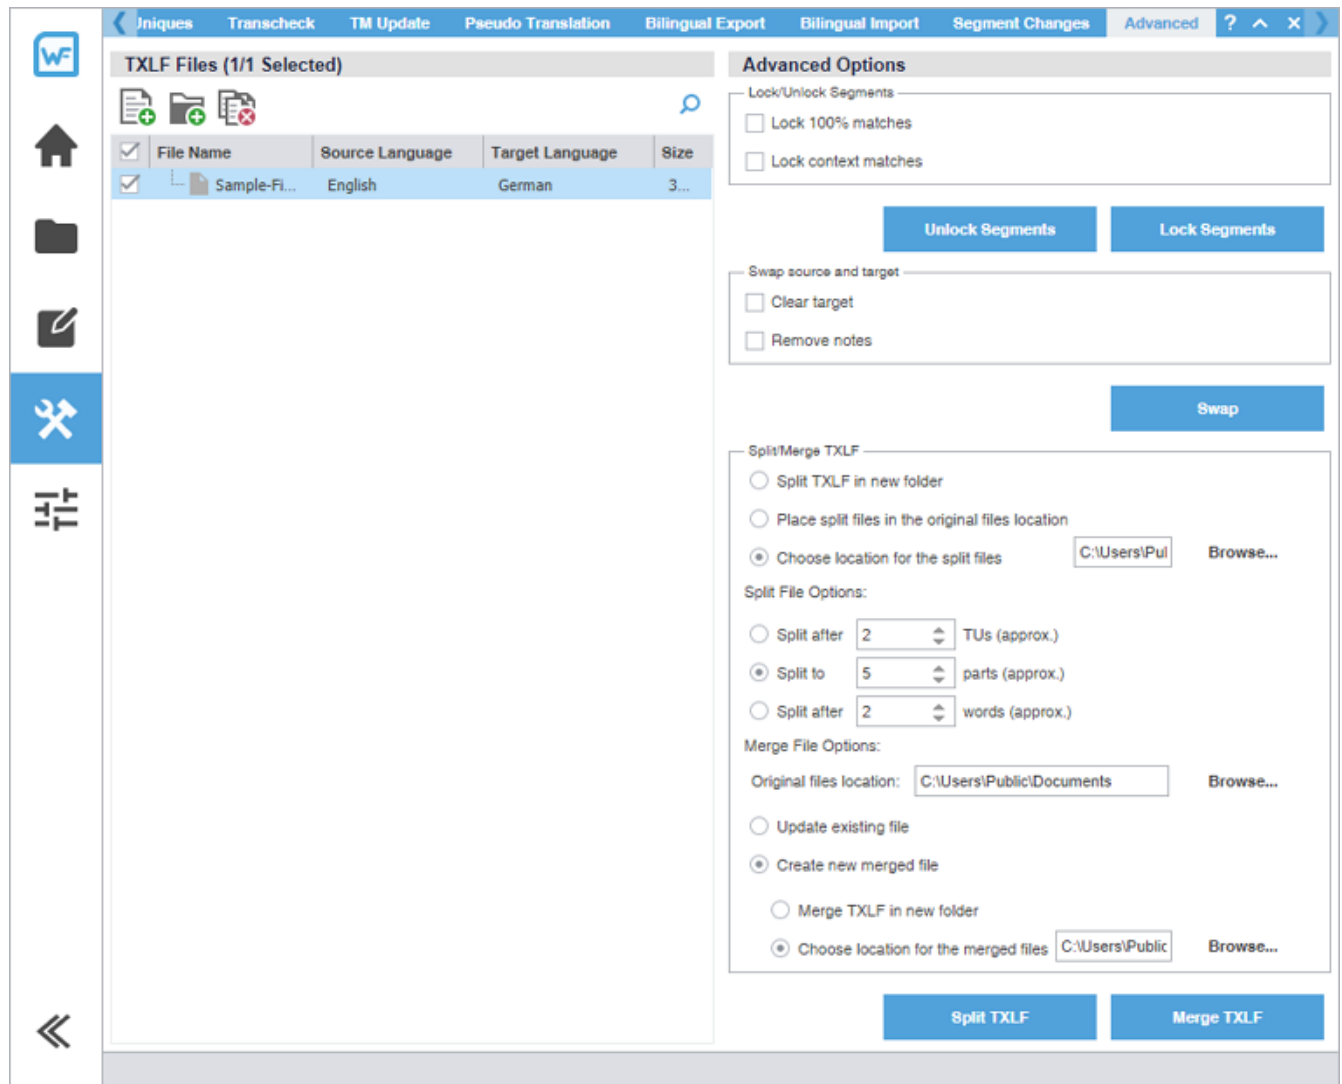 Uniques Transcheck TM Update Pseudo Translation Bilingual Export Bilingual Import Segment Changes Advanced ?
WF
TXLF Files (1/1 Selected)
File Name Source Language Target Language Size
Sample-Fi... English German 3...
Advanced Options
Lock/Unlock Segments
Lock 100% matches
Lock context matches
Unlock Segments Lock Segments
Swap source and target
Clear target
Remove notes
Swap
Split/Merge TXLF
Split TXLF in new folder
Place split files in the original files location
Choose location for the split files C:\Users\Pul Browse...
Split File Options:
Split after 2 TUs (approx.)
Split to 5 parts (approx.)
Split after 2 words (approx.)
Merge File Options:
Original files location: C:\Users\Public\Documents Browse...
Update existing file
Create new merged file
Merge TXLF in new folder
Choose location for the merged files C:\Users\Public Browse...
Split TXLF Merge TXLF